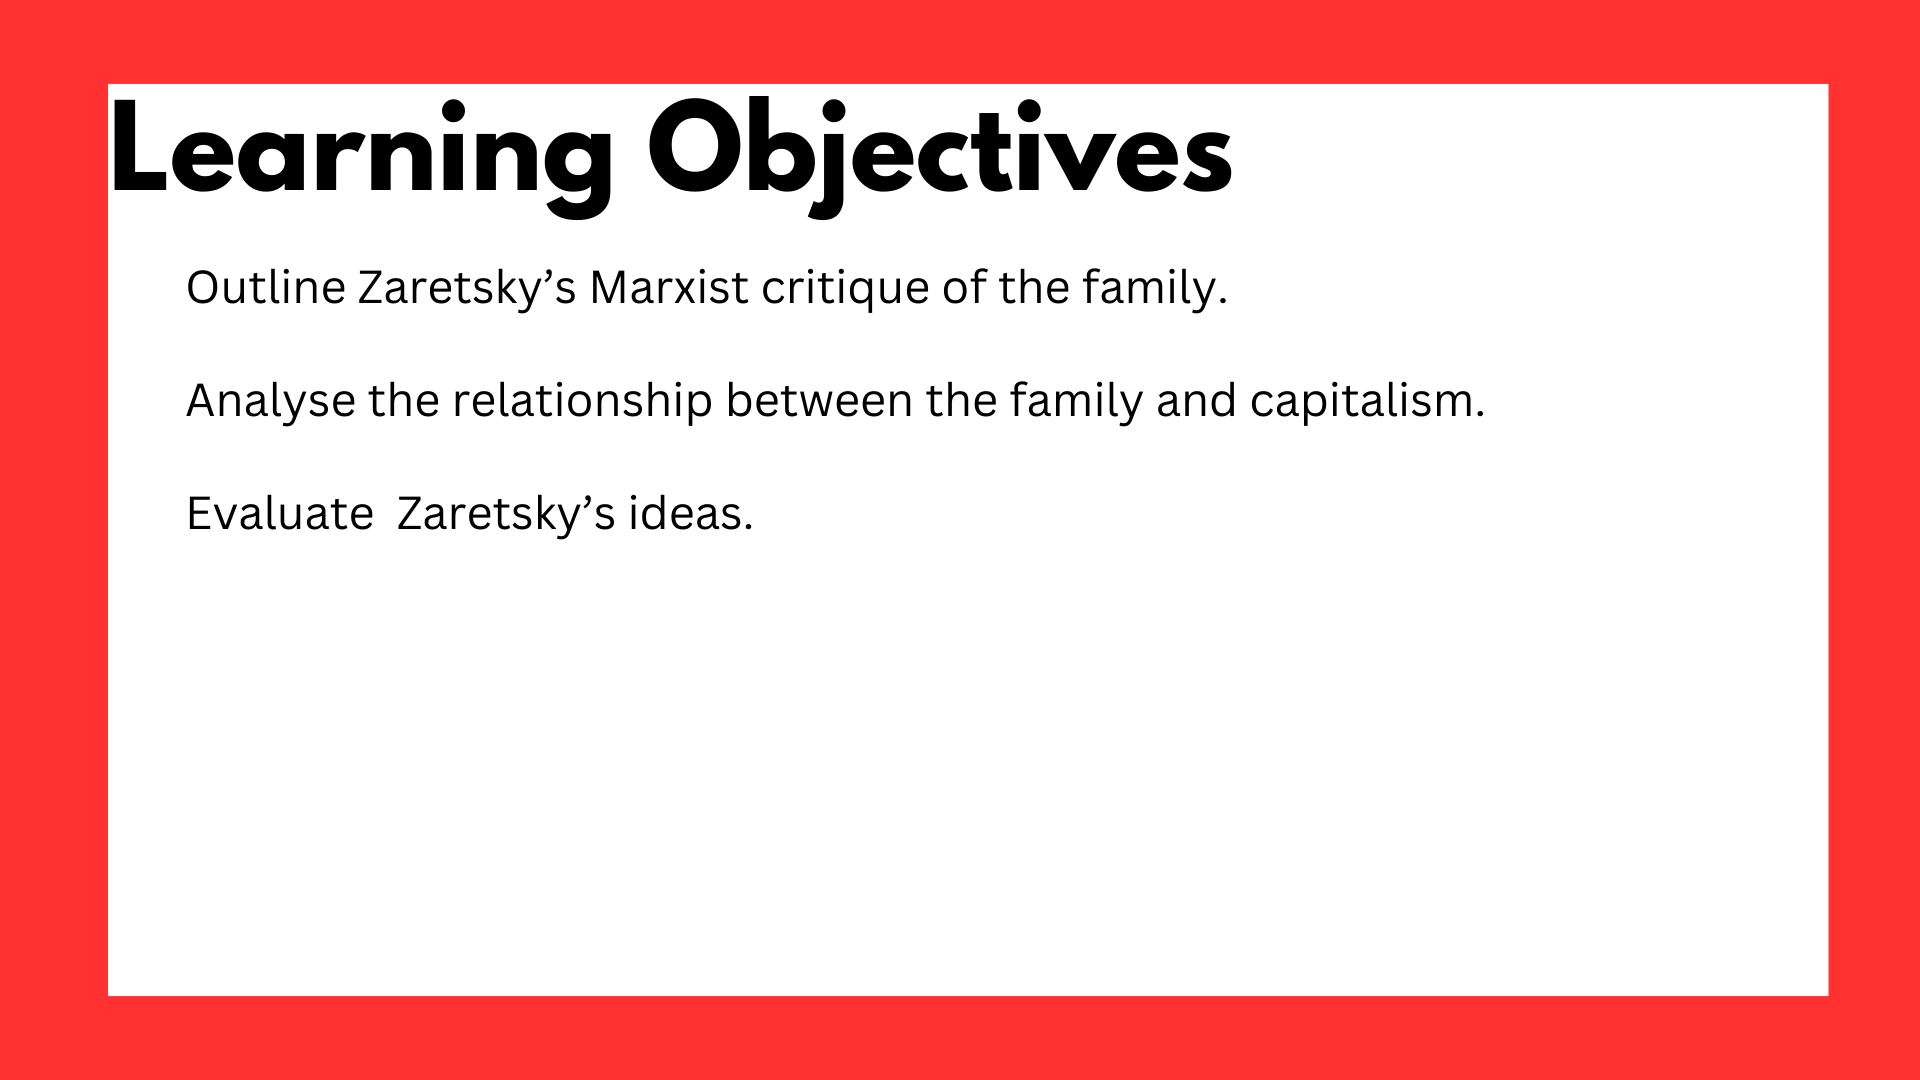 Learning Objectives
Outline Zaretsky’s Marxist critique of the family.
Analyse the relationship between the family and capitalism.
Evaluate  Zaretsky’s ideas.